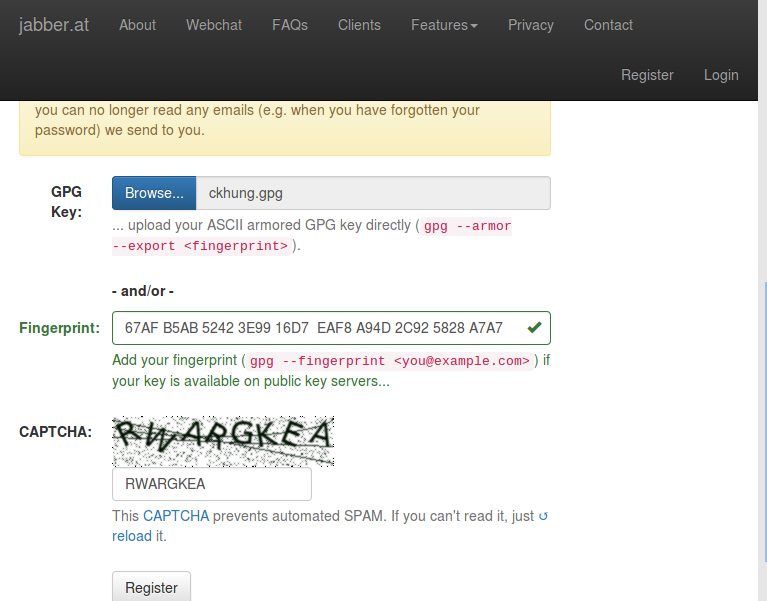 jabber.at About Webchat FAQs Clients Features Privacy Contact
Register Login
you can no longer read any emails (e.g. when you have forgotten your
password) we send to you.
GPG
Key:
Browse... ckhung.gpg
... upload your ASCII armored GPG key directly ( gpg --armor
--export <fingerprint> ).
- and/or -
Fingerprint: 67AF B5AB 5242 3E99 16D7  EAF8 A94D 2C92 5828 A7A7
Add your fingerprint ( gpg --fingerprint <you@example.com> ) if
your key is available on public key servers...
CAPTCHA: RWARGKEA
RWARGKEA
This CAPTCHA prevents automated SPAM. If you can't read it, just ↺
reload it.
Register